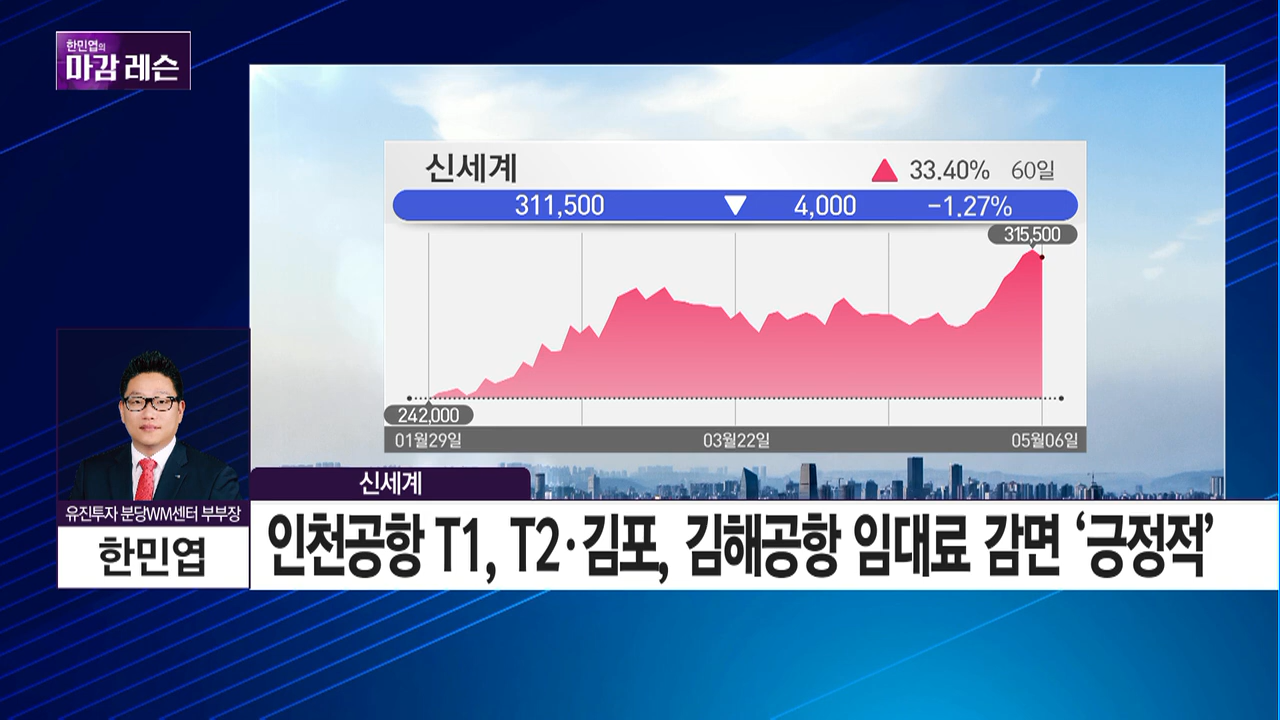 한민엽의
마감 레슨
신세계 ▲ 33.40% 60일
311,500 ▼ 4,000 -1.27%
315,500
242,000
01월29일 03월22일 05월06일
신세계
유진투자 분당WM센터 부부장
한민엽
인천공항 T1, T2·김포, 김해공항 임대료 감면 ‘긍정적’